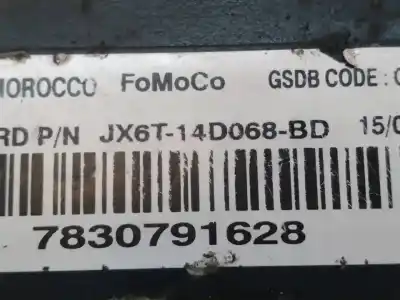 MOROCCO FoMoCo GSDB CODE :
RD P/N JX6T-14D068-BD 15/0
7830791628